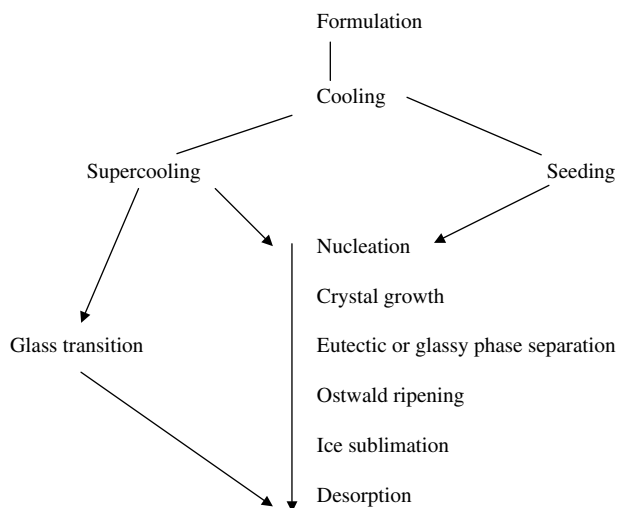 Formulation
Cooling
Supercooling
Seeding
Nucleation
Crystal growth
Glass transition
Eutectic or glassy phase separation
Ostwald ripening
Ice sublimation
Desorption